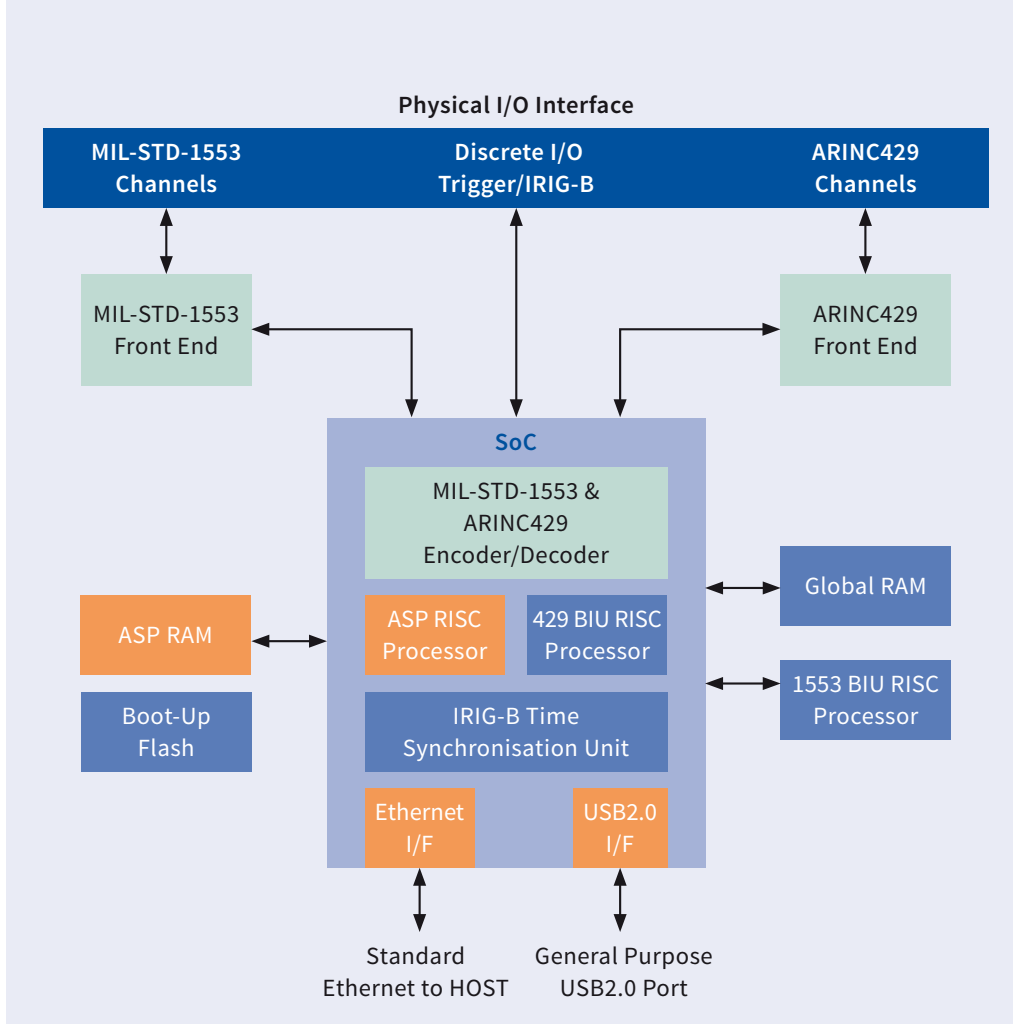 Physical I/O Interface
MIL-STD-1553
Channels
Discrete I/O
Trigger/IRIG-B
ARINC429
Channels
MIL-STD-1553
Front End
ARINC429
Front End
SoC
MIL-STD-1553 &
ARINC429
Encoder/Decoder
ASP RAM
ASP RISC
Processor
429 BIU RISC
Processor
Global RAM
Boot-Up
Flash
IRIG-B Time
Synchronisation Unit
1553 BIU RISC
Processor
Ethernet
I/F
USB2.0
I/F
Standard
Ethernet to HOST
General Purpose
USB2.0 Port